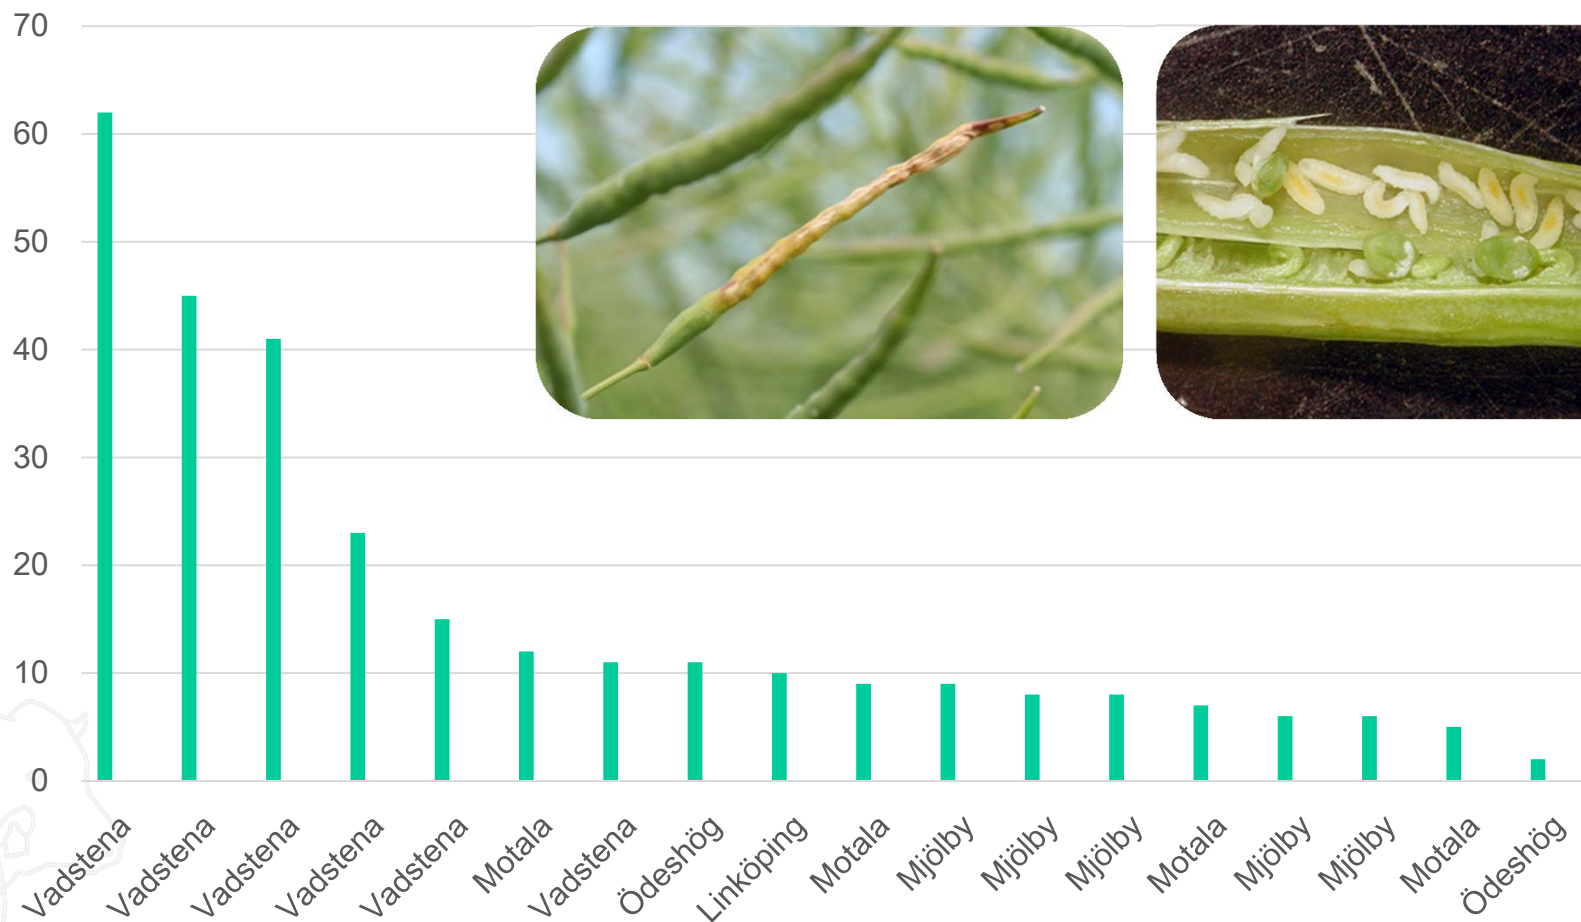 70
60
50
40
30
20
10
0
Vadstena
Vadstena
Vadstena
Vadstena
Vadstena
Motala
Vadstena
Ödeshög
Linköping
Motala
Mjölby
Mjölby
Mjölby
Motala
Mjölby
Mjölby
Motala
Ödeshög